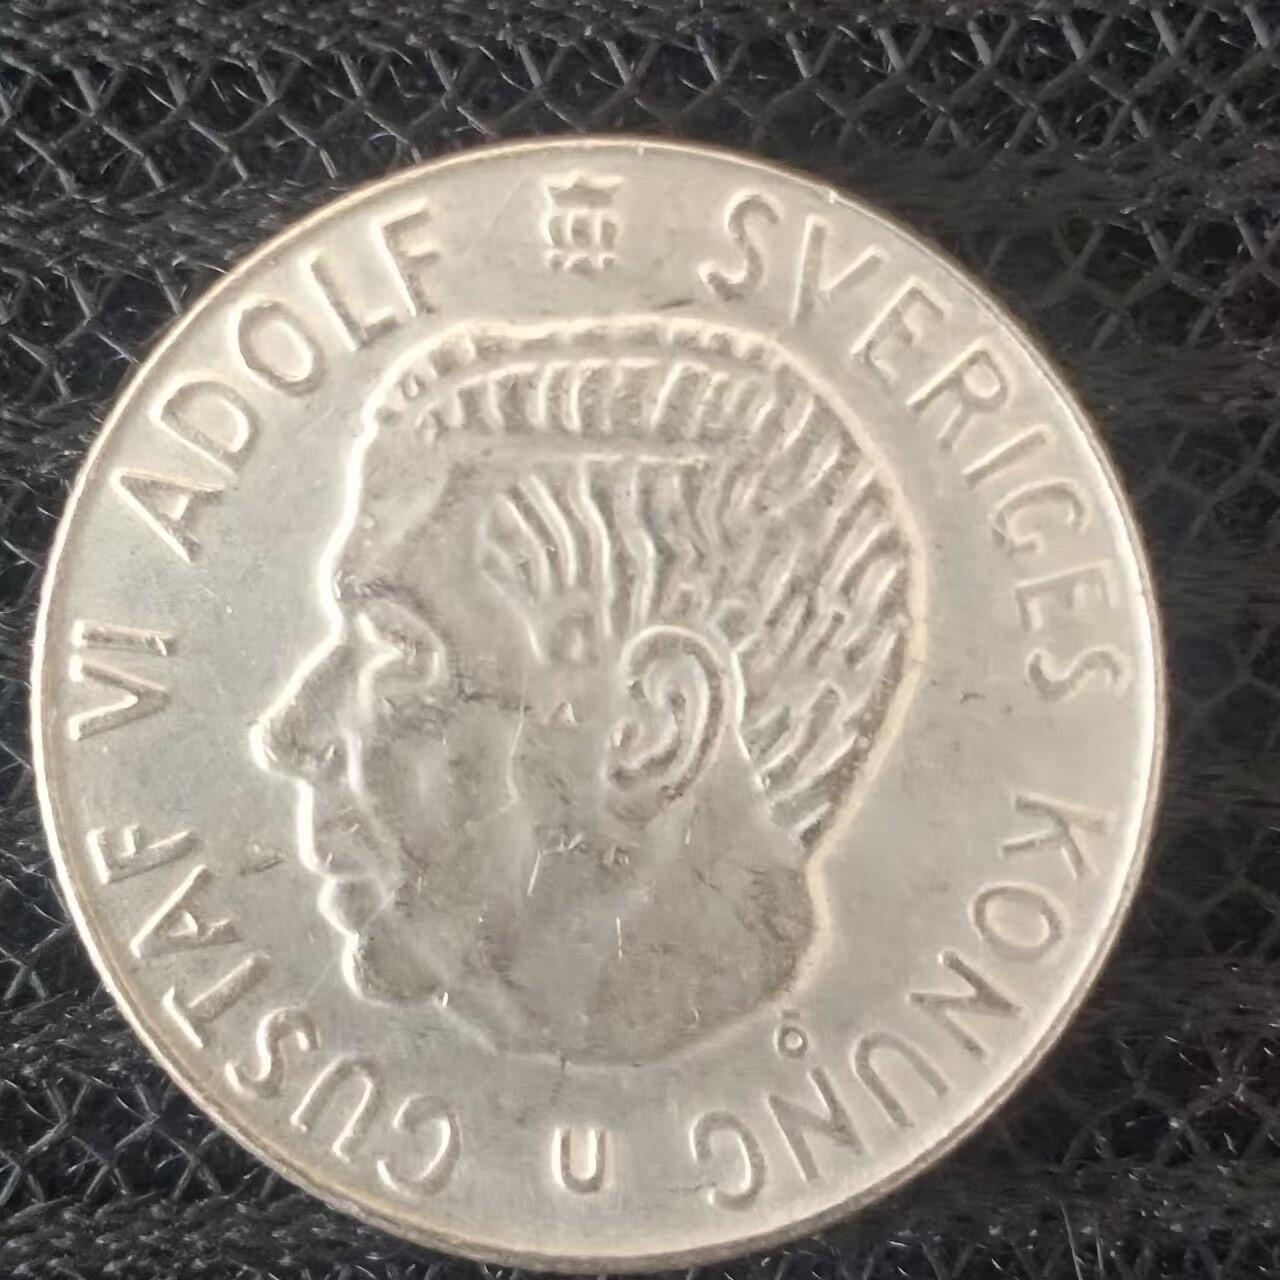 GUSTAF VI ADOLF
SVERIGES KONUNG
U